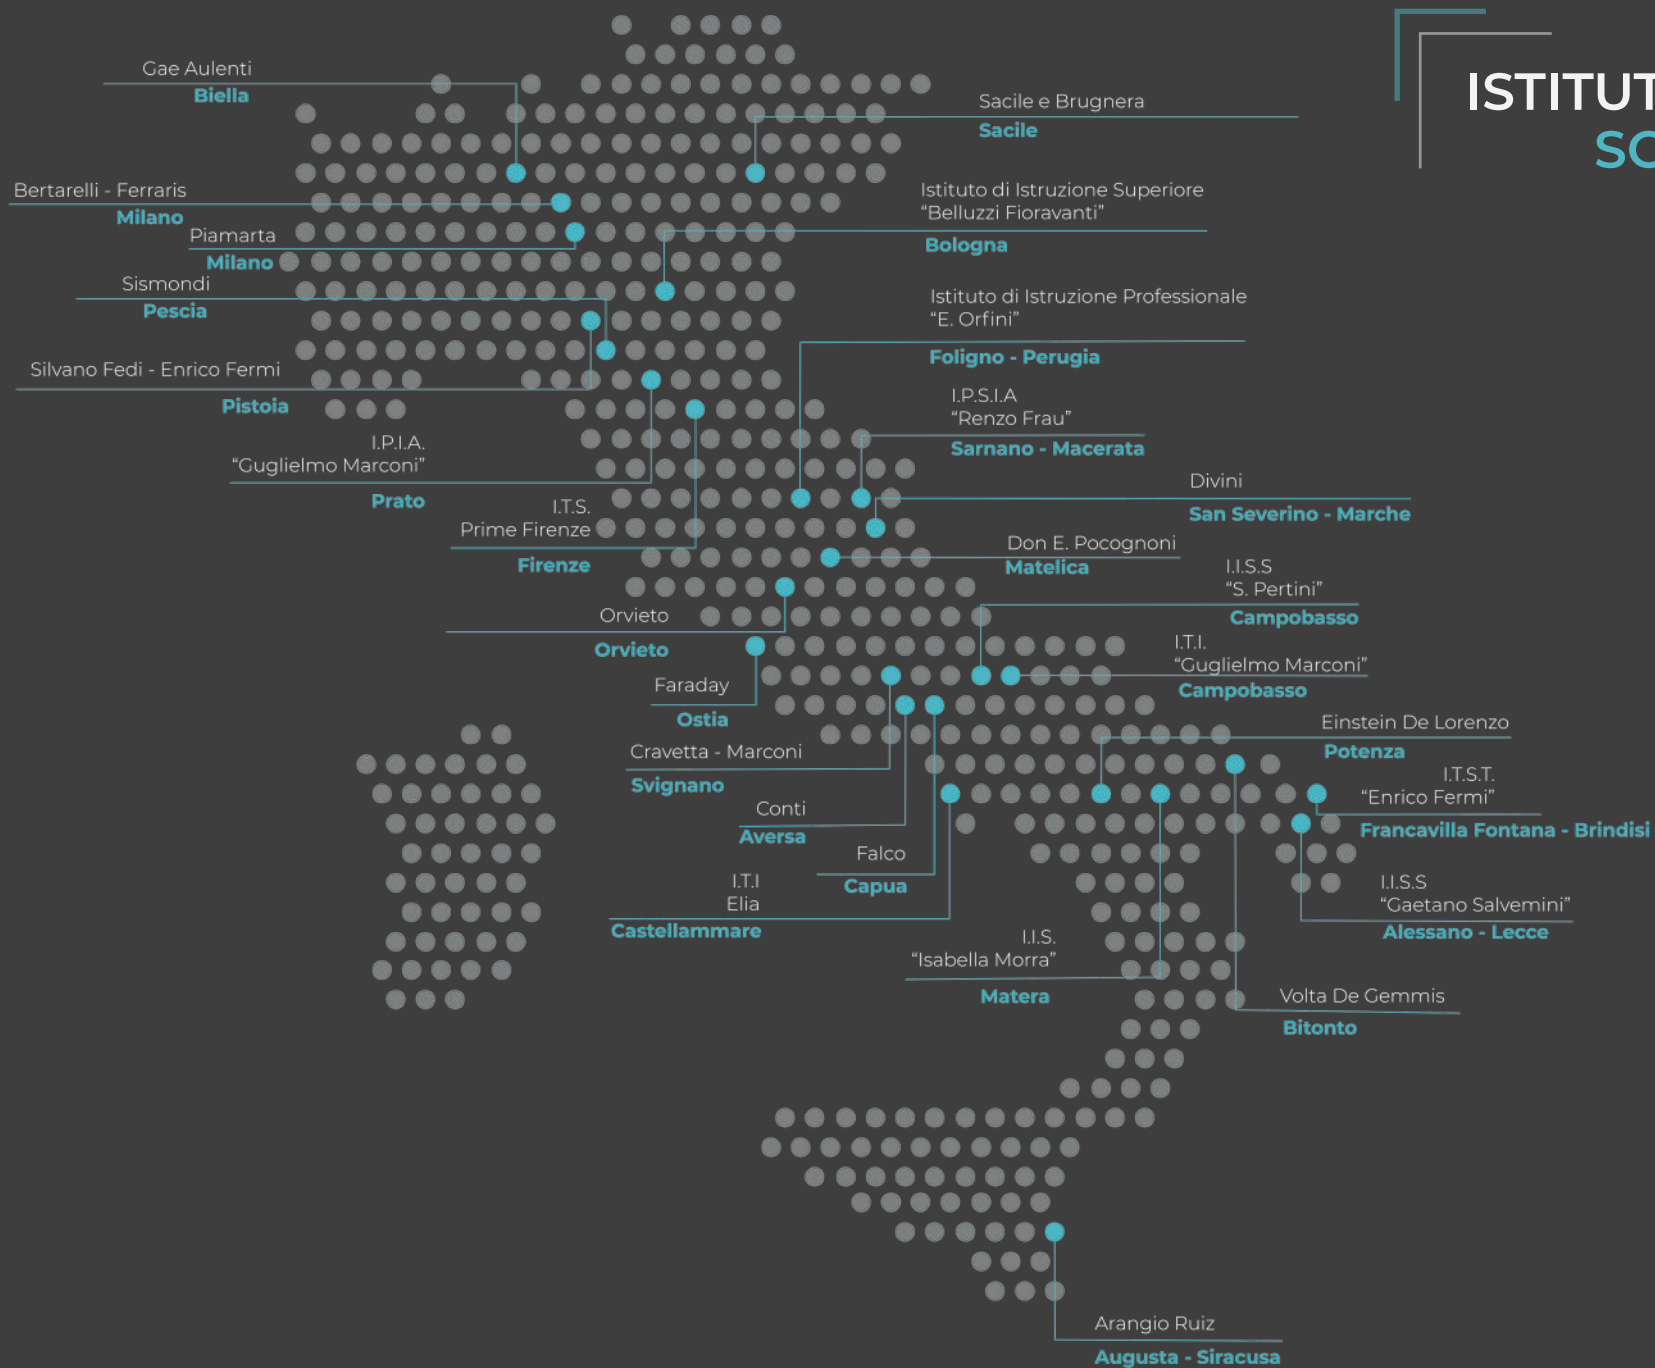 ISTITUT
SC
Gae Aulenti
Biella
Sacile e Brugnera
Sacile
Bertarelli - Ferraris
Milano
Istituto di Istruzione Superiore
“Belluzzi Fioravanti”
Bologna
Piamarta
Milano
Sismondi
Pescia
Istituto di Istruzione Professionale
“E. Orfini”
Foligno - Perugia
Silvano Fedi - Enrico Fermi
Pistoia
I.P.S.I.A
“Renzo Frau”
Sarnano - Macerata
I.P.I.A.
“Guglielmo Marconi”
Prato
Divini
San Severino - Marche
I.T.S.
Prime Firenze
Firenze
Don E. Pocognoni
Matelica
I.I.S.S
“S. Pertini”
Campobasso
Orvieto
Orvieto
I.T.I.
“Guglielmo Marconi”
Campobasso
Faraday
Ostia
Einstein De Lorenzo
Potenza
Cravetta - Marconi
Svignano
I.T.S.T.
“Enrico Fermi”
Francavilla Fontana - Brindisi
Conti
Aversa
Falco
Capua
I.T.I
Elia
Castellammare
I.I.S.S
“Gaetano Salvemini”
Alessano - Lecce
I.I.S.
“Isabella Morra”
Matera
Volta De Gemmis
Bitonto
Arangio Ruiz
Augusta - Siracusa